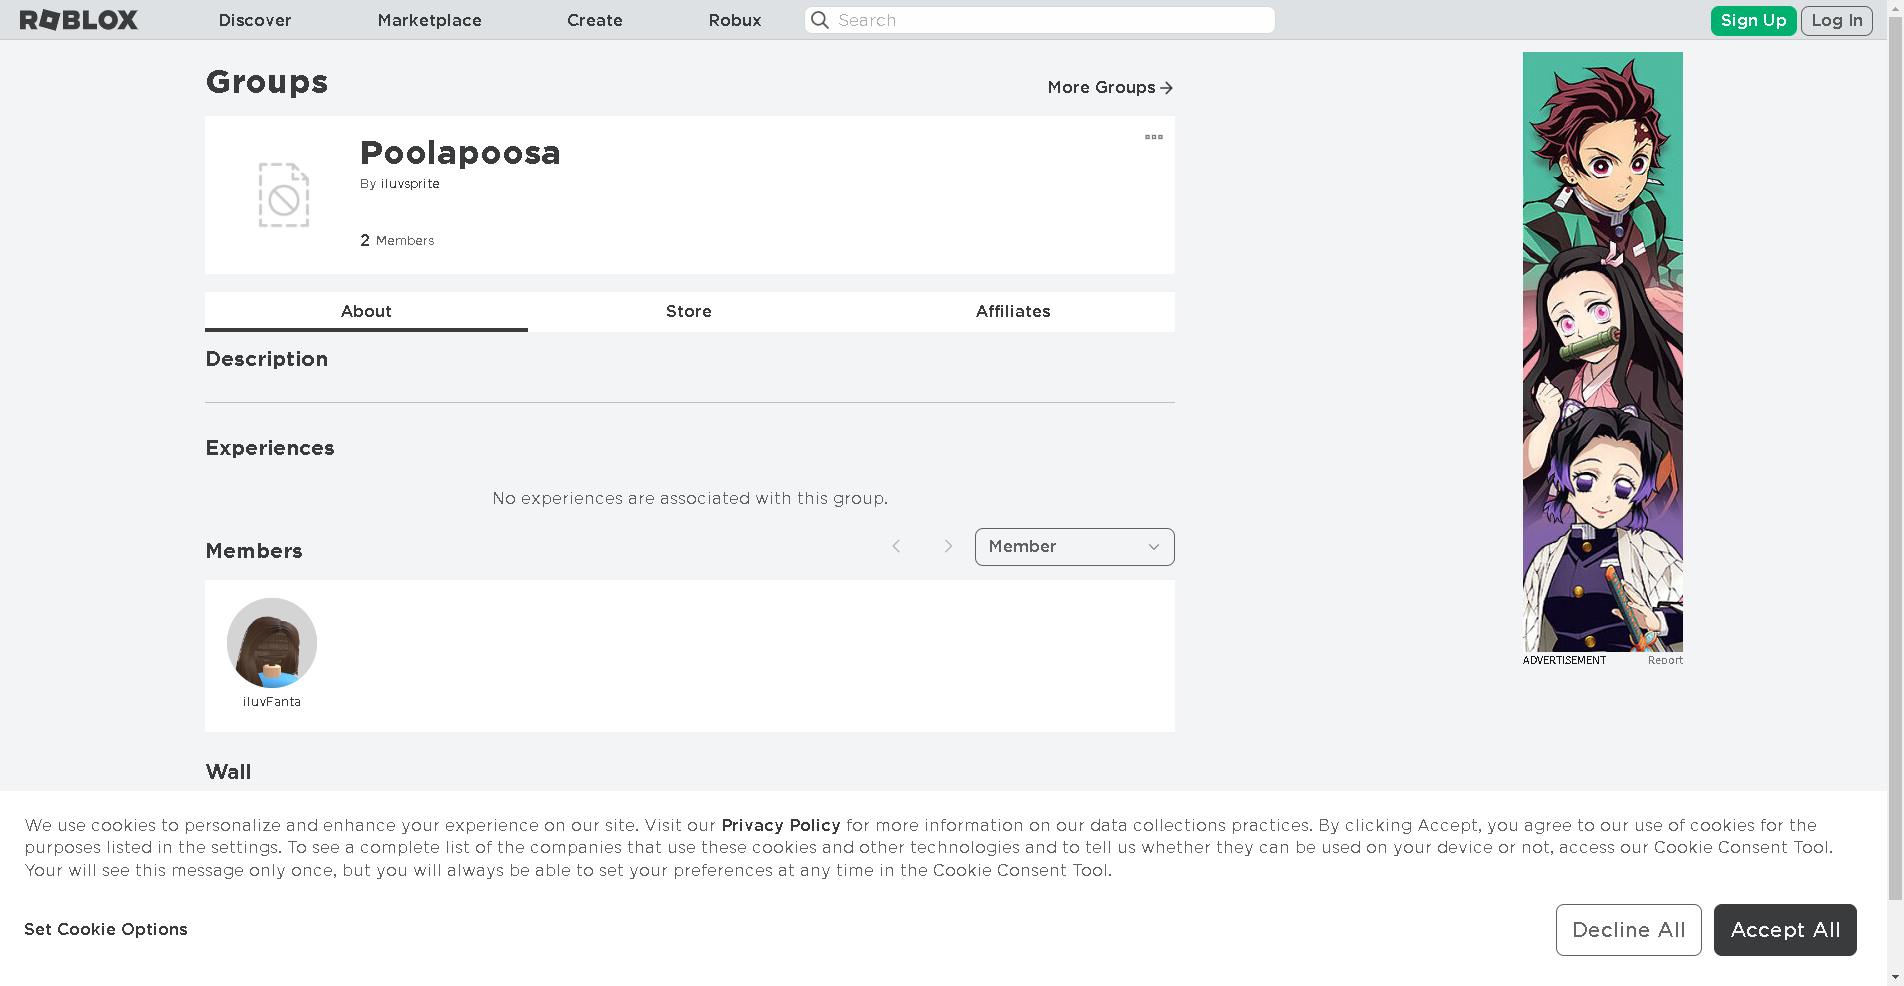 ROBLOX Discover Marketplace Create Robux Search Sign Up Log In
Groups
More Groups
Poolapoosa
By iluvsprite
2 Members
About Store Affiliates
Description
Experiences
No experiences are associated with this group.
Members
Member
iluvFanta
Wall
ADVERTISEMENT Report
We use cookies to personalize and enhance your experience on our site. Visit our Privacy Policy for more information on our data collections practices. By clicking Accept, you agree to our use of cookies for the
purposes listed in the settings. To see a complete list of the companies that use these cookies and other technologies and to tell us whether they can be used on your device or not, access our Cookie Consent Tool.
Your will see this message only once, but you will always be able to set your preferences at any time in the Cookie Consent Tool.
Set Cookie Options
Decline All Accept All